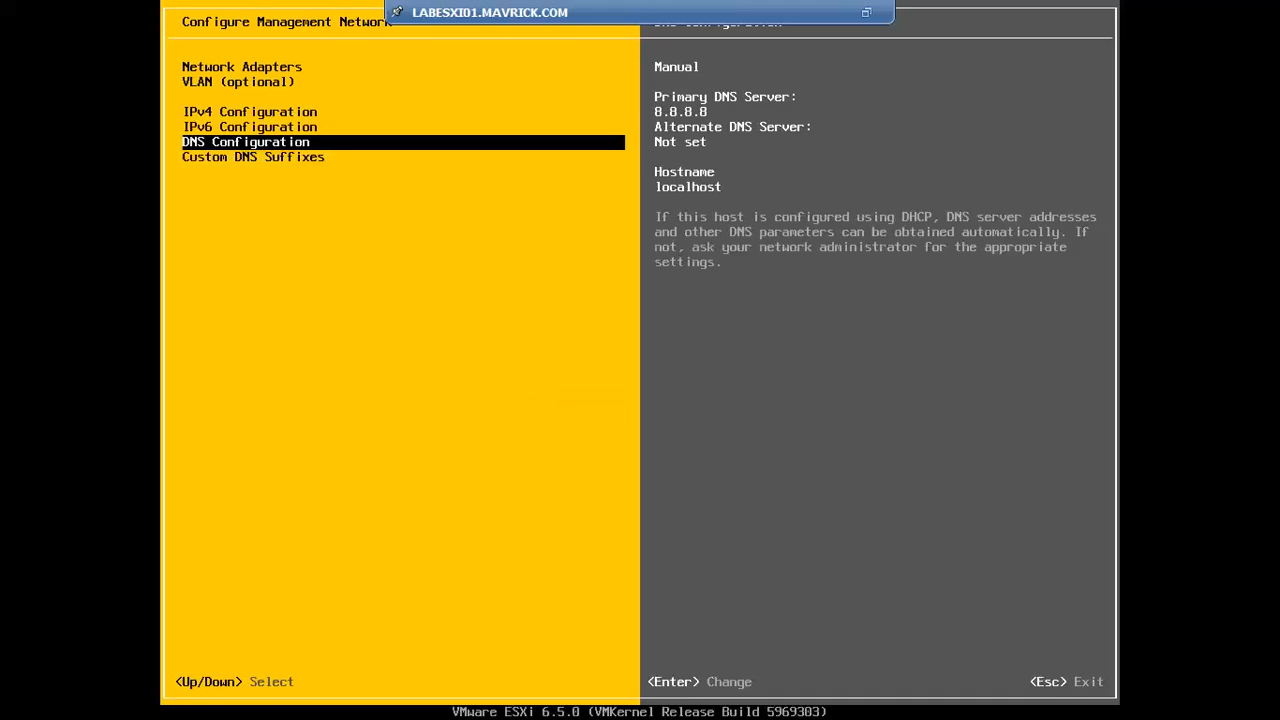 LABESXI01.MAVRICK.COM
Configure Management Network
Network Adapters
VLAN (optional)
IPv4 Configuration
IPv6 Configuration
DNS Configuration
Custom DNS Suffixes
Manual
Primary DNS Server:
8.8.8.8
Alternate DNS Server:
Not set
Hostname
localhost
If this host is configured using DHCP, DNS server addresses
and other DNS parameters can be obtained automatically. If
not, ask your network administrator for the appropriate
settings.
<Up/Down> Select
<Enter> Change
<Esc> Exit
VMware ESXi 6.5.0 (VMKernel Release Build 5969303)